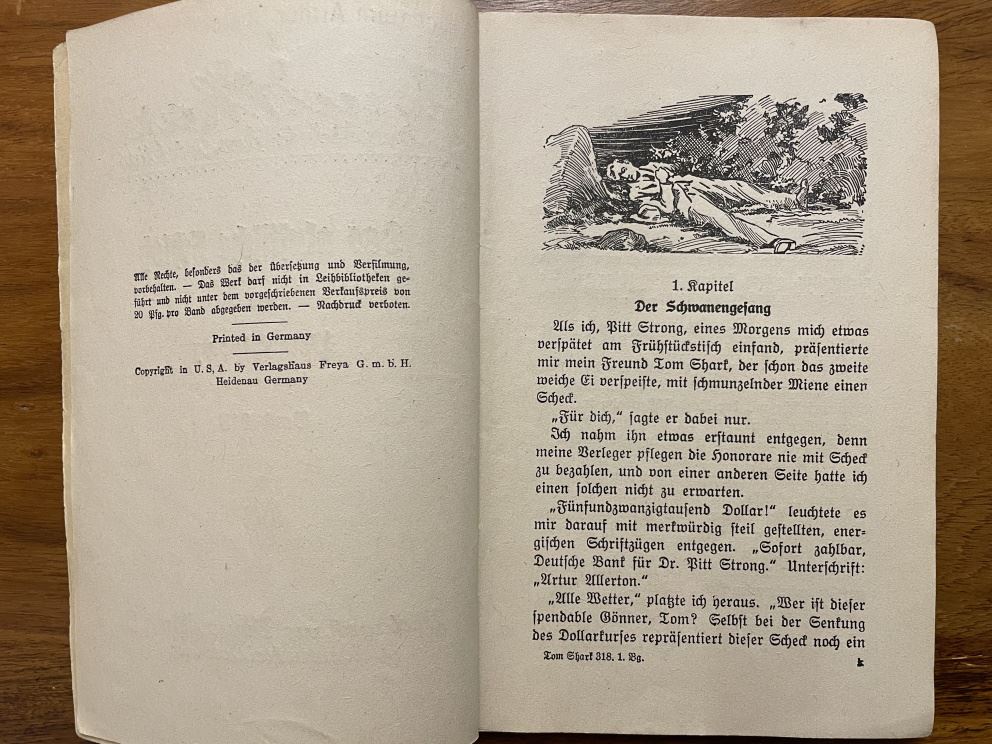 Alle Rechte, besonders das der Übersetzung und Verfilmung,
vorbehalten. — Das Werk darf nicht in Leihbibliotheken ge-
führt und nicht unter dem vorgeschriebenen Verkaufspreis von
20 Pfg. pro Band abgegeben werden. — Nachdruck verboten.
Printed in Germany
Copyright in U. S. A. by Verlagshaus Freya G. m. b. H.
Heidenau Germany
1. Kapitel
Der Schwanengesang
Als ich, Pitt Strong, eines Morgens mich etwas
verspätet am Frühstückstisch einfand, präsentierte
mir mein Freund Tom Shark, der schon das zweite
weiche Ei verspeiste, mit schmunzelnder Miene einen
Scheck.
„Für dich,“ sagte er dabei nur.
Ich nahm ihn etwas erstaunt entgegen, denn
meine Verleger pflegen die Honorare nie mit Scheck
zu bezahlen, und von einer anderen Seite hatte ich
einen solchen nicht zu erwarten.
„Fünfundzwanzigtausend Dollar!“ leuchtete es
mir darauf mit merkwürdig steil gestellten, ener-
gischen Schriftzügen entgegen. „Sofort zahlbar,
Deutsche Bank für Dr. Pitt Strong.“ Unterschrift:
„Artur Allerton.“
„Alle Wetter,“ platzte ich heraus. „Wer ist dieser
spendable Gönner, Tom? Selbst bei der Senkung
des Dollarkurses repräsentiert dieser Scheck noch ein
Tom Shark 318. 1. Bg.